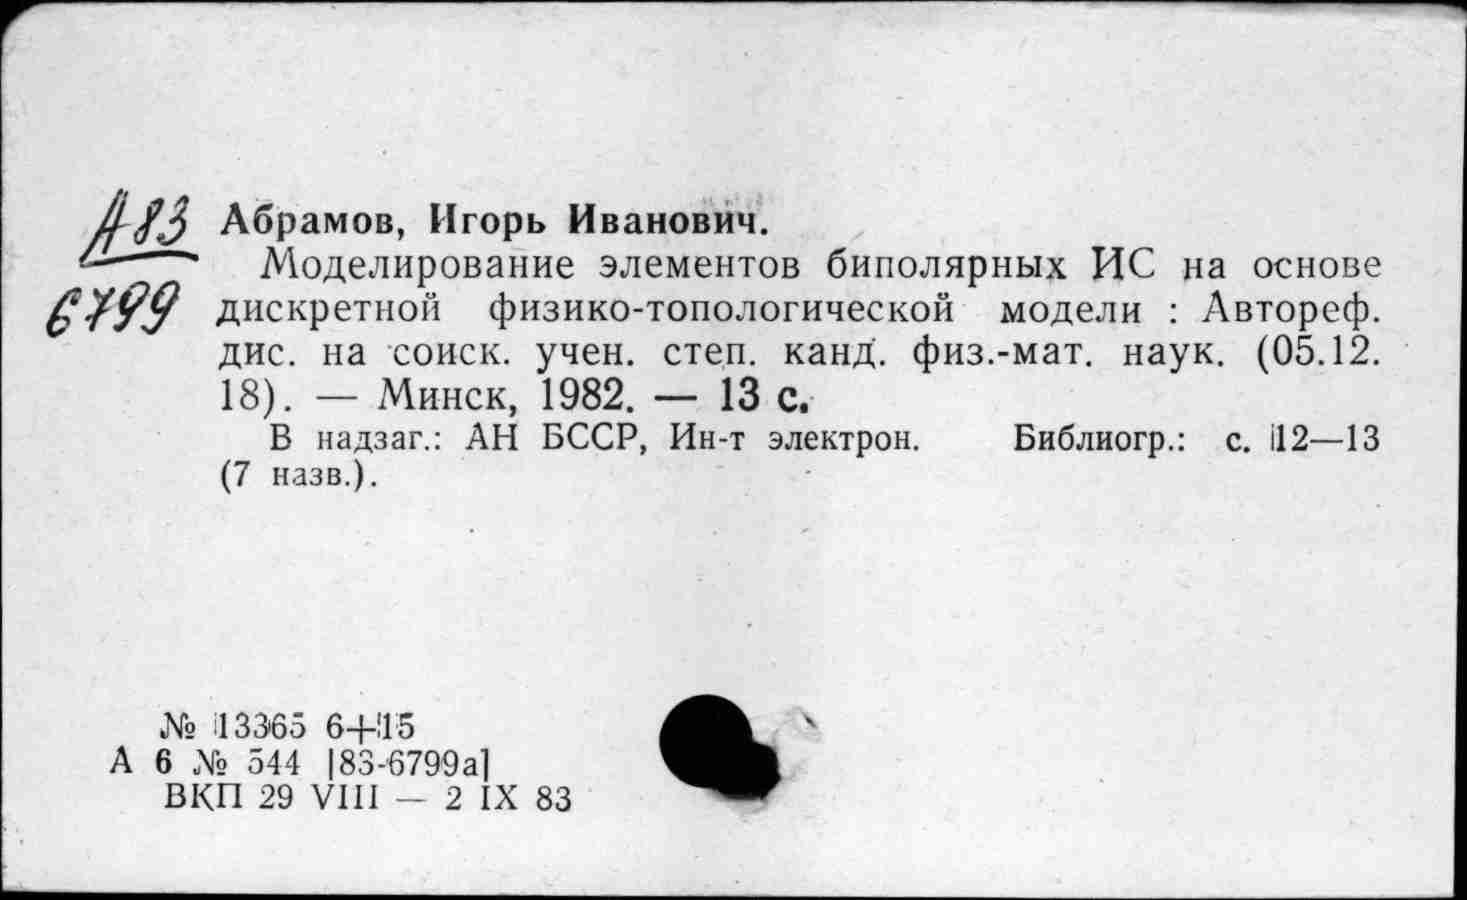 А83
6799
Абрамов, Игорь Иванович.
Моделирование элементов биполярных ИС на основе
дискретной физико-топологической модели : Автореф.
дис. на соиск. учен. степ. канд. физ.-мат. наук. (05.12.
18). — Минск, 1982. — 13 с.
В надзаг.: АН БССР, Ин-т электрон. Библиогр.: с. 12—13
(7 назв.).
№ 13365 6+15
А 6 № 544 [83-6799а]
ВКП 29 VIII — 2 IX 83